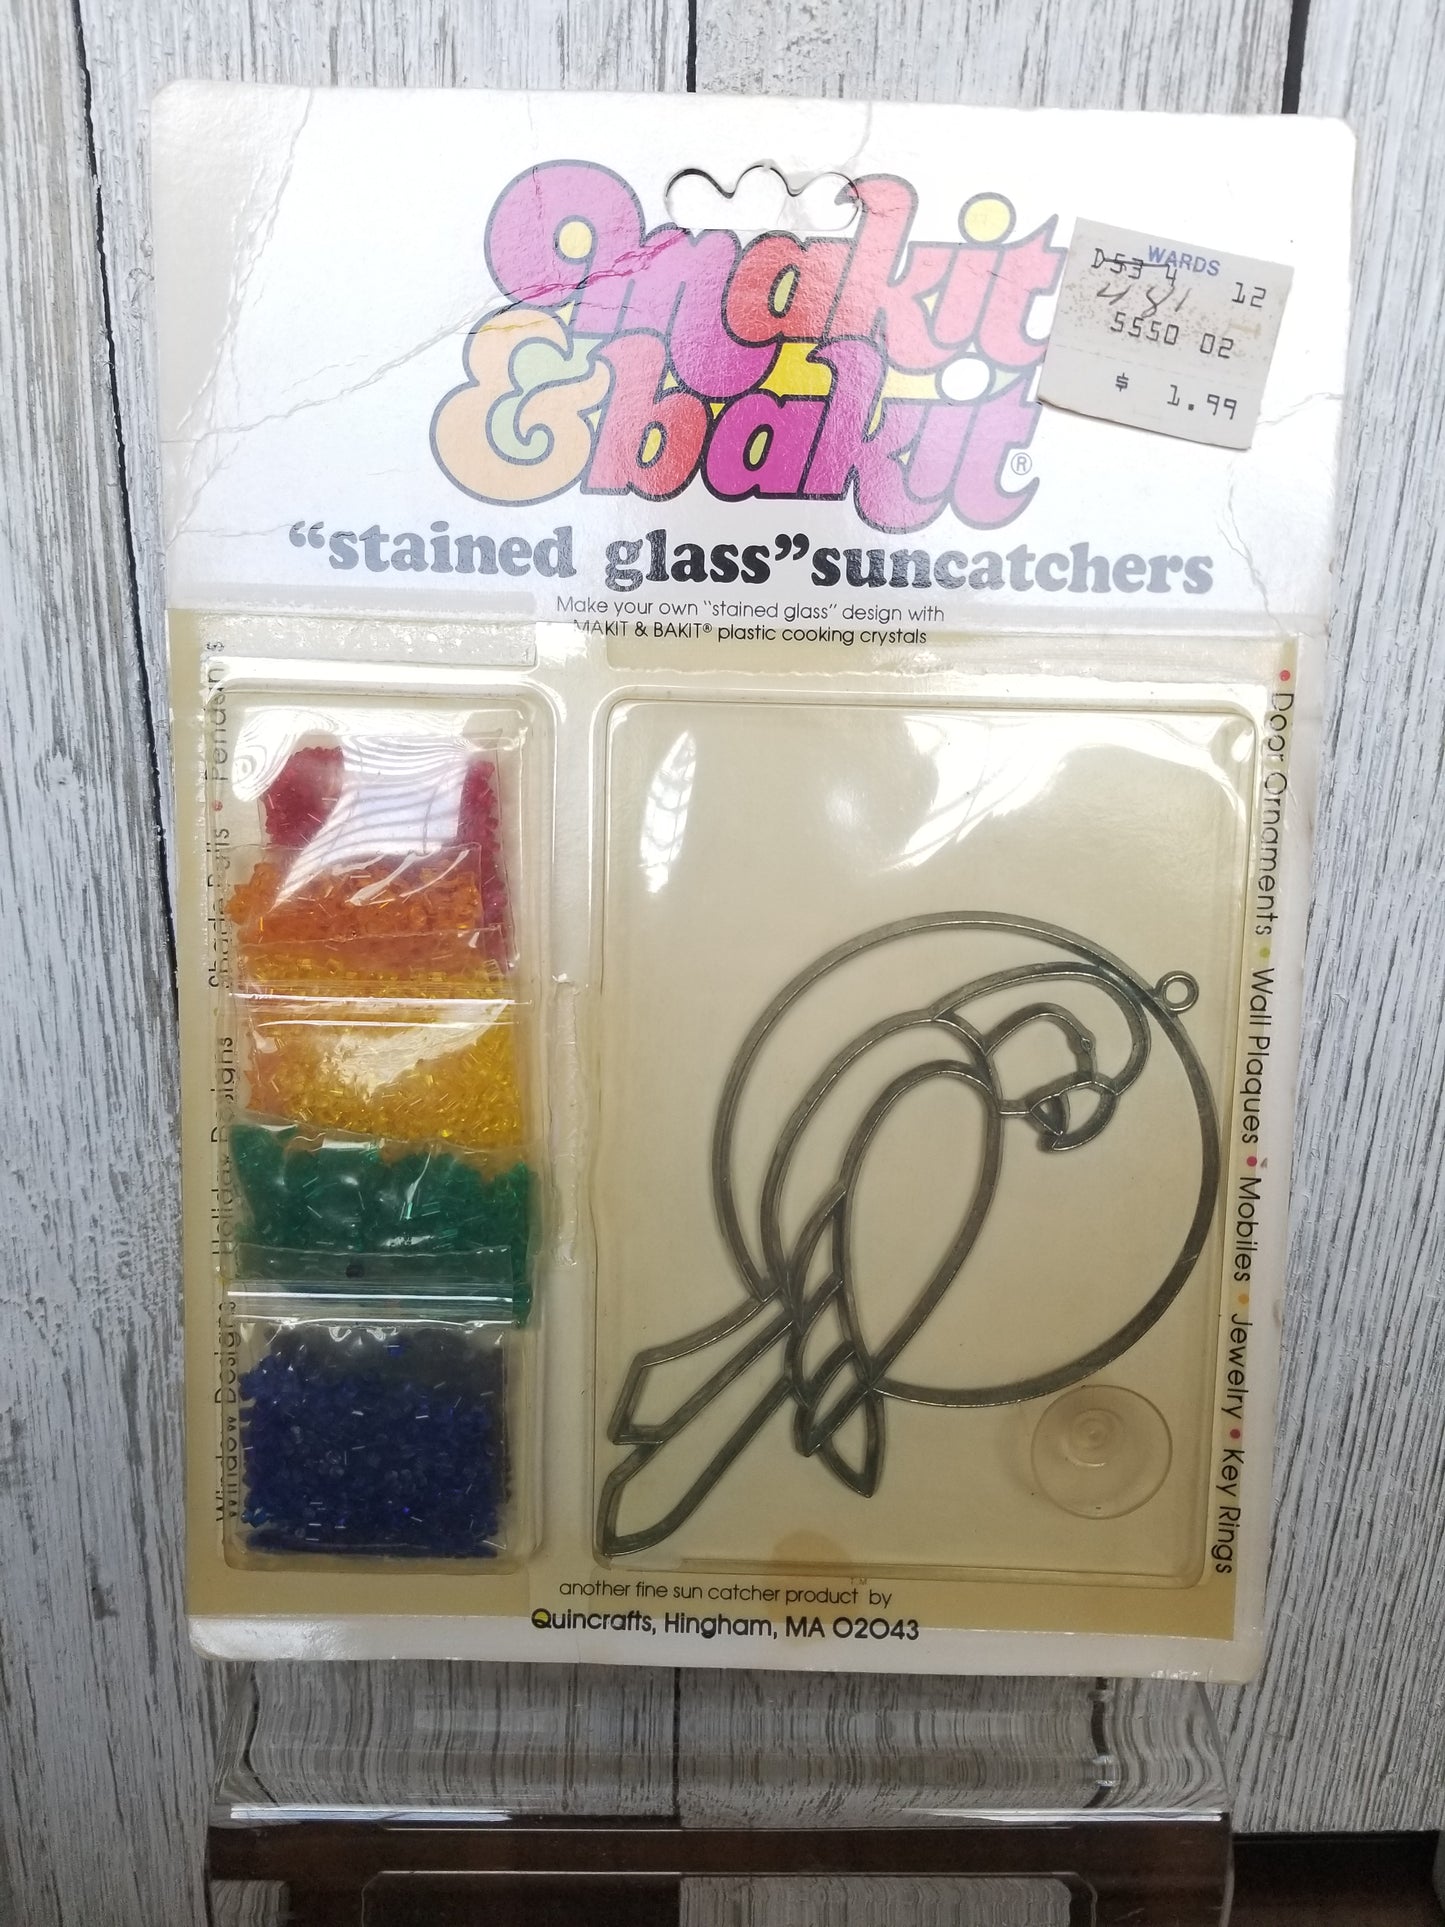 makit
& bakit®
WARDS
D53 4 12
481
5550 02
$ 1.99
“stained glass” suncatchers
Make your own “stained glass” design with
MAKIT & BAKIT® plastic cooking crystals
Window Designs • Holiday Designs • Shade Pulls • Pendants
• Door Ornaments • Wall Plaques • Mobiles • Jewelry • Key Rings
another fine sun catcher product™ by
Quincrafts, Hingham, MA 02043